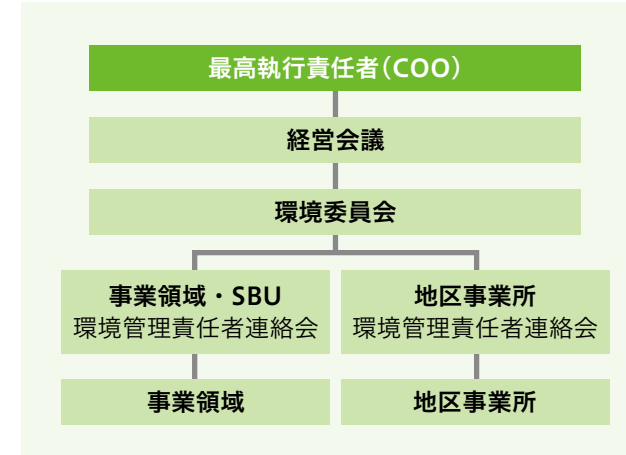 最高執行責任者（COO）
経営会議
環境委員会
事業領域・SBU
環境管理責任者連絡会
地区事業所
環境管理責任者連絡会
事業領域
地区事業所